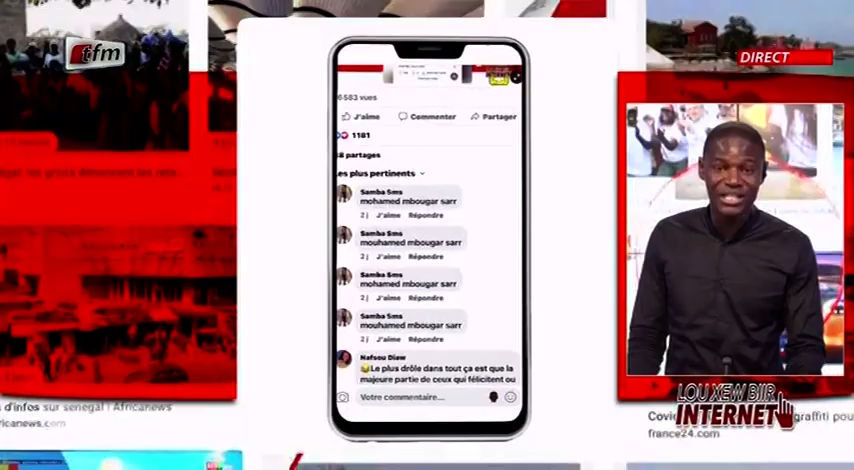 tfm
DIRECT
6583 vues
J'aime Commenter Partager
1181
18 partages
Les plus pertinents
Samba Sms
mohamed mbougar sarr
2 j J'aime Répondre
Samba Sms
mouhamed mbougar sarr
2 j J'aime Répondre
Samba Sms
mohamed mbougar sarr
2 j J'aime Répondre
Samba Sms
mouhamed mbougar sarr
2 j J'aime Répondre
Nafsou Diaw
😂Le plus drôle dans tout ça est que la
majeure partie de ceux qui félicitent ou
Votre commentaire...
d'infos sur senegal | Africanews
ricanews.com
LOU XEW BIIR
INTERNET
Covi
graffiti pou
france24.com